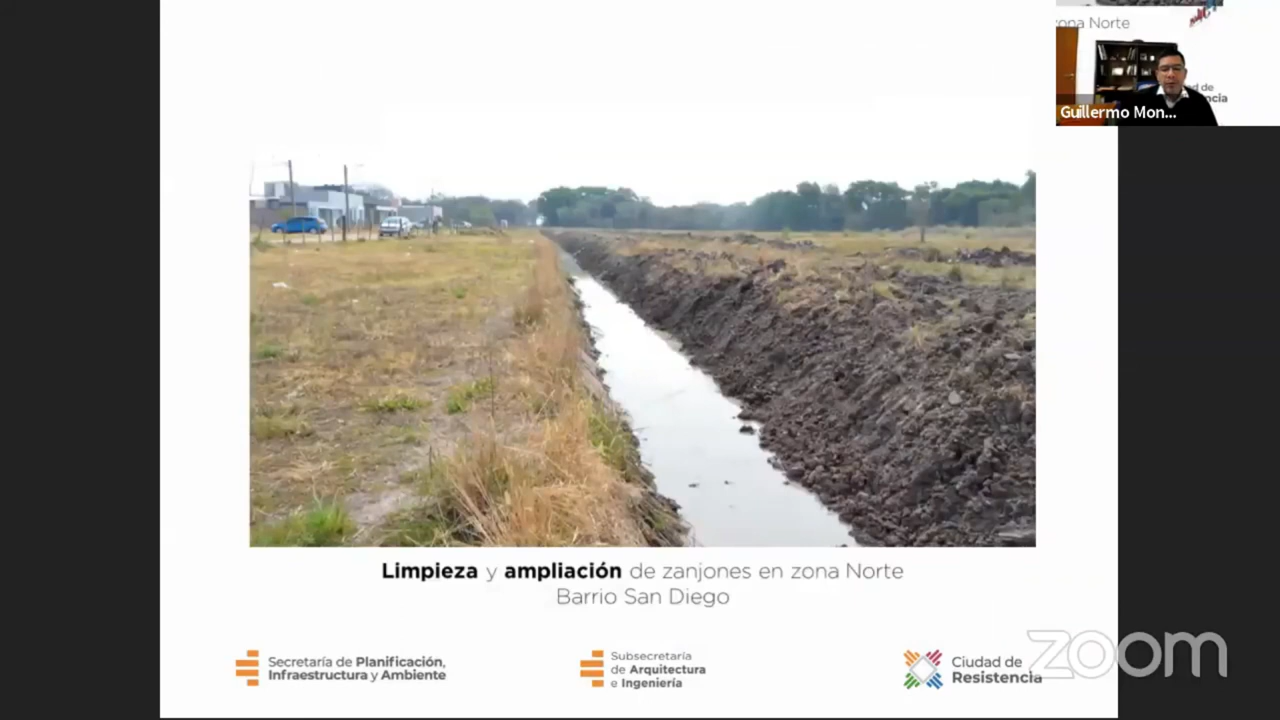 zona Norte
Guillermo Mon...
Limpieza y ampliación de zanjones en zona Norte
Barrio San Diego
Secretaría de Planificación,
Infraestructura y Ambiente
Subsecretaría
de Arquitectura
e Ingeniería
Ciudad de
Resistencia
zoom